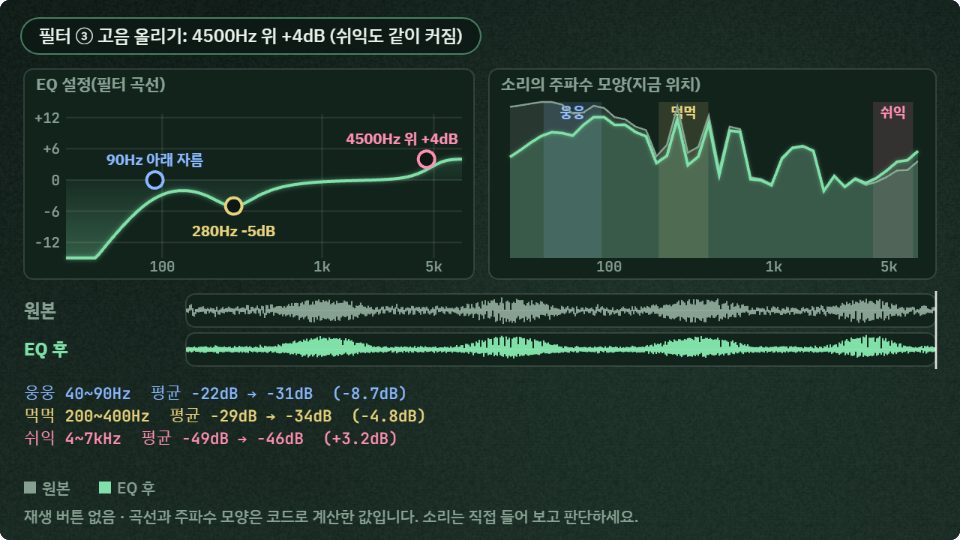 필터 ③ 고음 올리기: 4500Hz 위 +4dB (쉬익도 같이 커짐)
EQ 설정(필터 곡선)
+12
+6
0
-6
-12
90Hz 아래 자름
280Hz -5dB
4500Hz 위 +4dB
100
1k
5k
소리의 주파수 모양(지금 위치)
웅웅
먹먹
쉬익
100
1k
5k
원본
EQ 후
웅웅 40~90Hz 평균 -22dB → -31dB (-8.7dB)
먹먹 200~400Hz 평균 -29dB → -34dB (-4.8dB)
쉬익 4~7kHz 평균 -49dB → -46dB (+3.2dB)
원본 EQ 후
재생 버튼 없음 · 곡선과 주파수 모양은 코드로 계산한 값입니다. 소리는 직접 들어 보고 판단하세요.